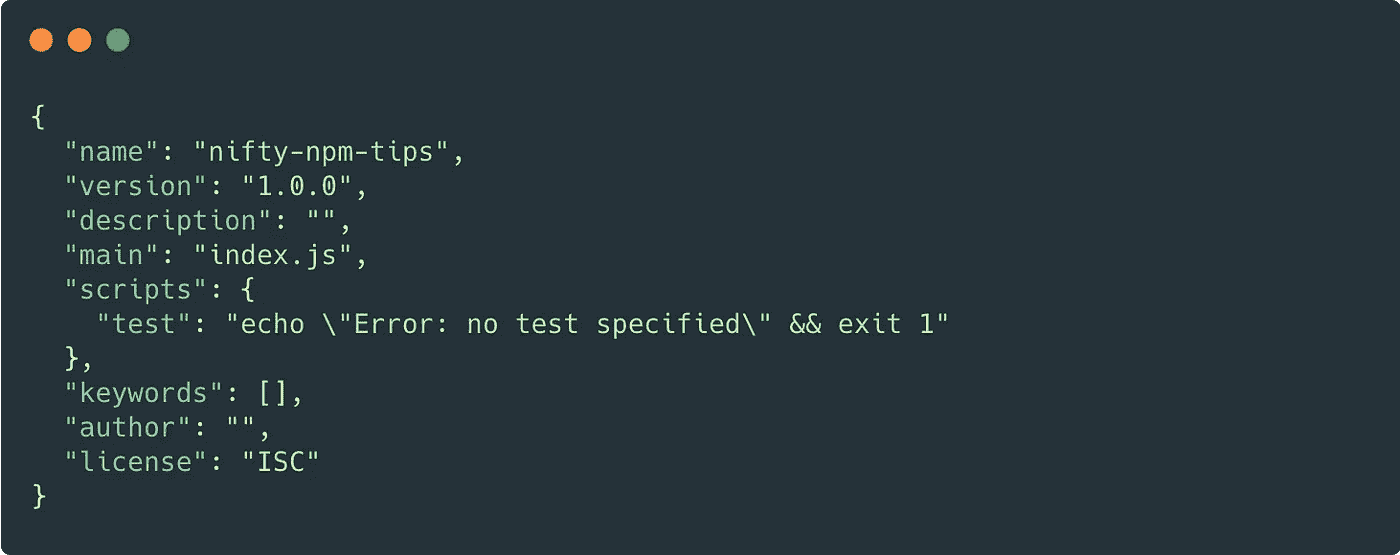 {
  "name": "nifty-npm-tips",
  "version": "1.0.0",
  "description": "",
  "main": "index.js",
  "scripts": {
    "test": "echo \"Error: no test specified\" && exit 1"
  },
  "keywords": [],
  "author": "",
  "license": "ISC"
}